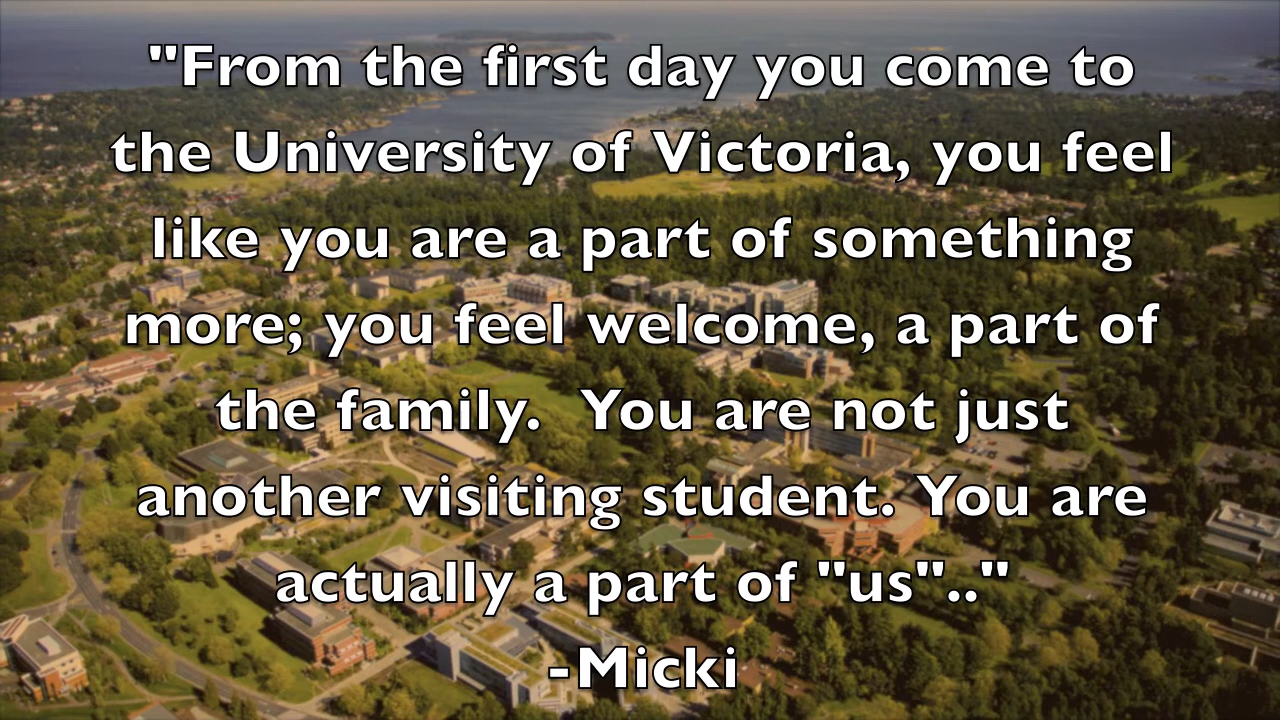 "From the first day you come to
the University of Victoria, you feel
like you are a part of something
more; you feel welcome, a part of
the family.  You are not just
another visiting student. You are
actually a part of "us".."
-Micki